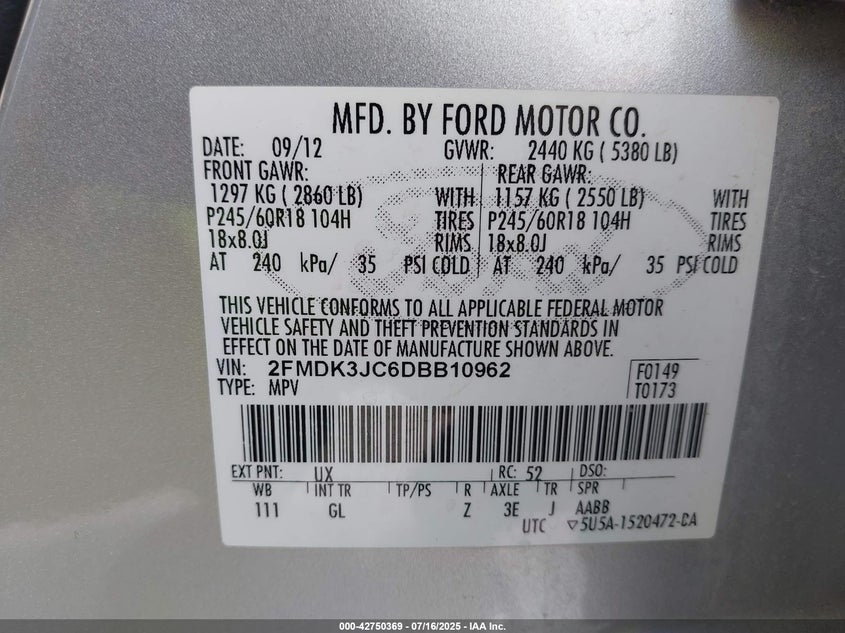 MFD. BY FORD MOTOR CO.
DATE: 09/12 GVWR: 2440 KG ( 5380 LB)
FRONT GAWR: REAR GAWR:
1297 KG ( 2860 LB) WITH 1157 KG ( 2550 LB) WITH
P245/60R18 104H TIRES P245/60R18 104H TIRES
18x8.0J RIMS 18x8.0J RIMS
AT 240 kPa/ 35 PSI COLD AT 240 kPa/ 35 PSI COLD
THIS VEHICLE CONFORMS TO ALL APPLICABLE FEDERAL MOTOR
VEHICLE SAFETY AND THEFT PREVENTION STANDARDS IN
EFFECT ON THE DATE OF MANUFACTURE SHOWN ABOVE.
VIN: 2FMDK3JC6DBB10962 F0149
TYPE: MPV T0173
EXT PNT: UX RC: 52 DSO:
WB INT TR TP/PS R AXLE TR SPR
111 GL Z 3E J AABB
UTC ▽5U5A-1520472-CA
000-42750369 - 07/16/2025 - IAA Inc.